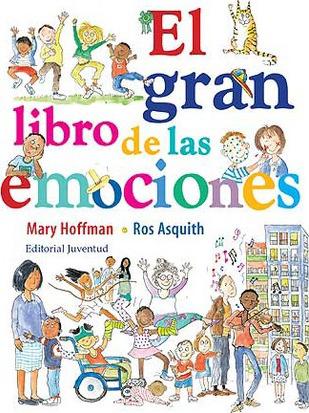 El
gran
libro de las
emociones
Mary Hoffman • Ros Asquith
Editorial Juventud